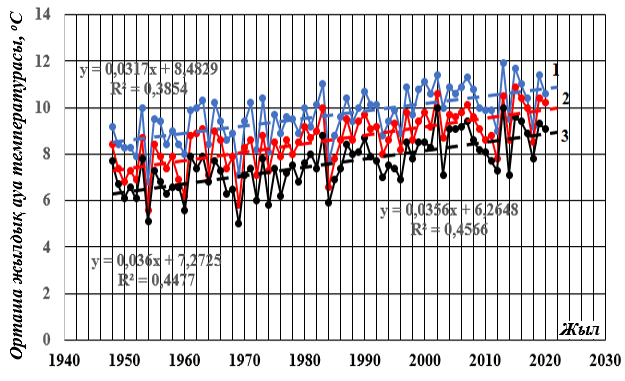 Орташа жылдық ауа температурасы, °С
14
12
10
8
6
4
2
0
y = 0,0317x + 8,4829
R² = 0,3854
1
2
3
y = 0,0356x + 6,2648
R² = 0,4566
y = 0,036x + 7,2725
R² = 0,4477
Жыл
1940 1950 1960 1970 1980 1990 2000 2010 2020 2030